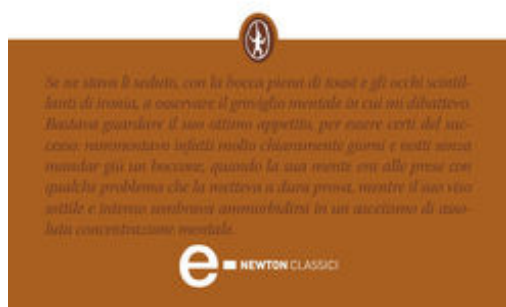 Se ne stava lì seduto, con la bocca piena di toast e gli occhi scintil-
lanti di ironia, a osservare il groviglio mentale in cui mi dibattevo.
Bastava guardare il suo ottimo appetito, per essere certi del suc-
cesso: rammentavo infatti molto chiaramente giorni e notti senza
mandar giù un boccone, quando la sua mente era alle prese con
qualche problema che la metteva a dura prova, mentre il suo viso
sottile e intenso sembrava ammorbidirsi in un ascetismo di asso-
luta concentrazione mentale.
e NEWTON CLASSICI